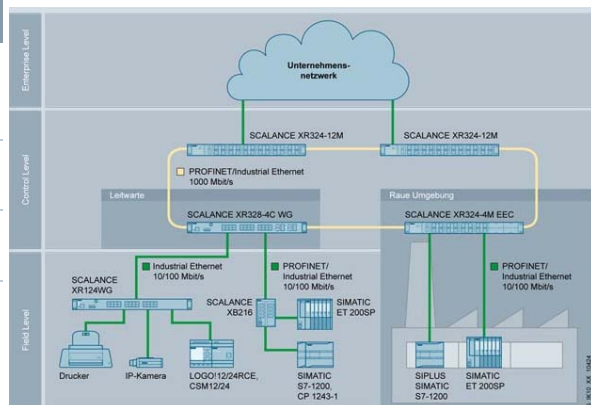 Enterprise Level
Unternehmens-
netzwerk
Control Level
SCALANCE XR324-12M
SCALANCE XR324-12M
PROFINET/Industrial Ethernet
1000 Mbit/s
Leitwarte
Raue Umgebung
SCALANCE XR328-4C WG
SCALANCE XR324-4M EEC
Field Level
Industrial Ethernet
10/100 Mbit/s
PROFINET/
Industrial Ethernet
10/100 Mbit/s
PROFINET/
Industrial Ethernet
10/100 Mbit/s
SCALANCE
XR124WG
SCALANCE
XB216
SIMATIC
ET 200SP
Drucker
IP-Kamera
LOGO!12/24RCE,
CSM12/24
SIMATIC
S7-1200,
CP 1243-1
SIPLUS
SIMATIC
S7-1200
SIMATIC
ET 200SP